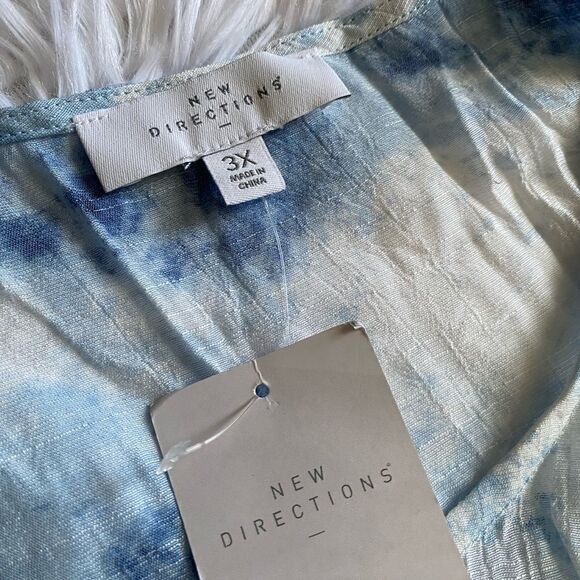 NEW
DIRECTIONS®
3X
MADE IN
CHINA
NEW
DIRECTIONS®